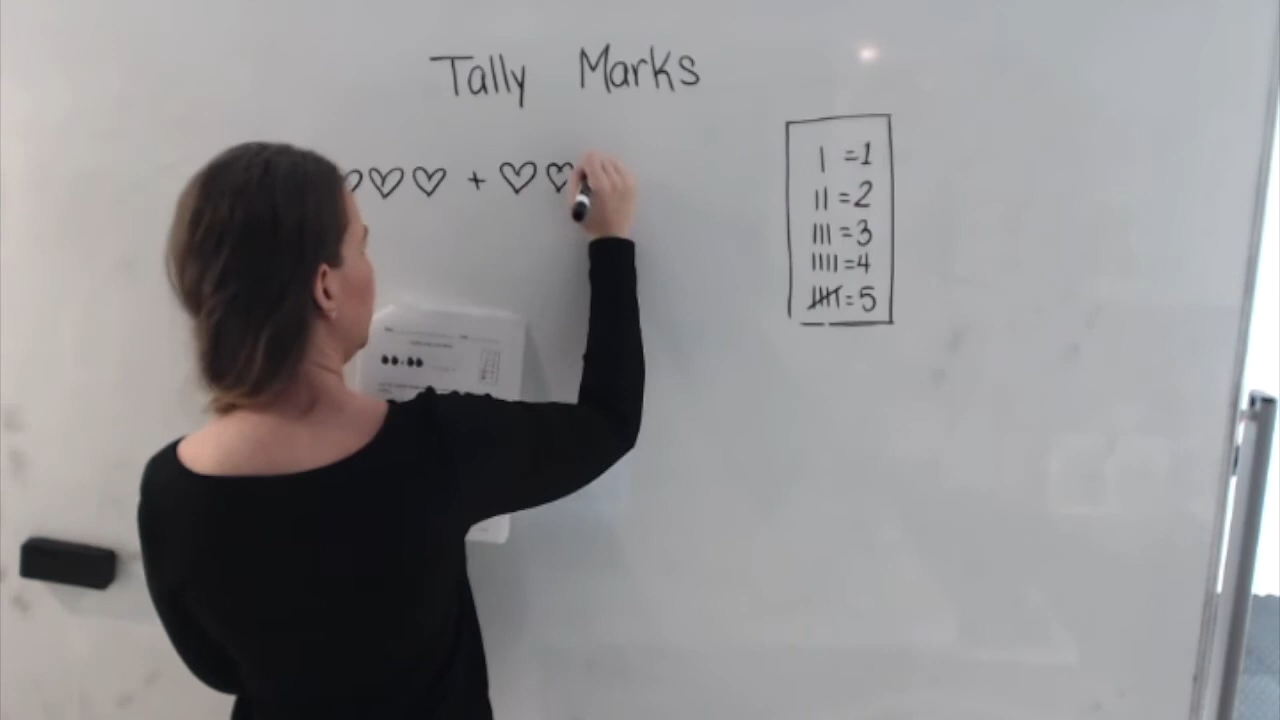 Tally Marks
♡♡♡ + ♡♡
| = 1
|| = 2
||| = 3
|||| = 4
= 5